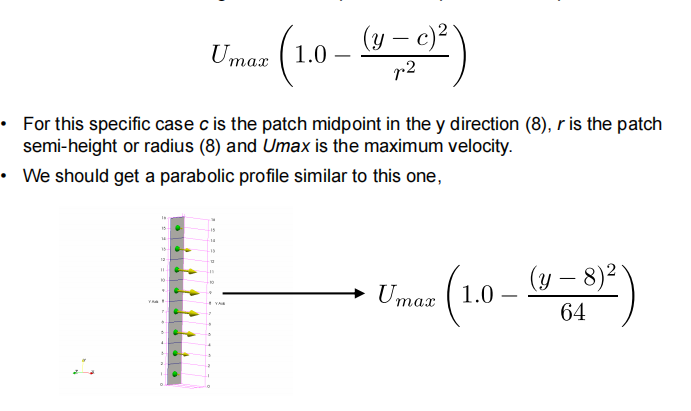 U_{max} \left( 1.0 - \frac{(y - c)^2}{r^2} \right)
• For this specific case c is the patch midpoint in the y direction (8), r is the patch
semi-height or radius (8) and Umax is the maximum velocity.
• We should get a parabolic profile similar to this one,
U_{max} \left( 1.0 - \frac{(y - 8)^2}{64} \right)